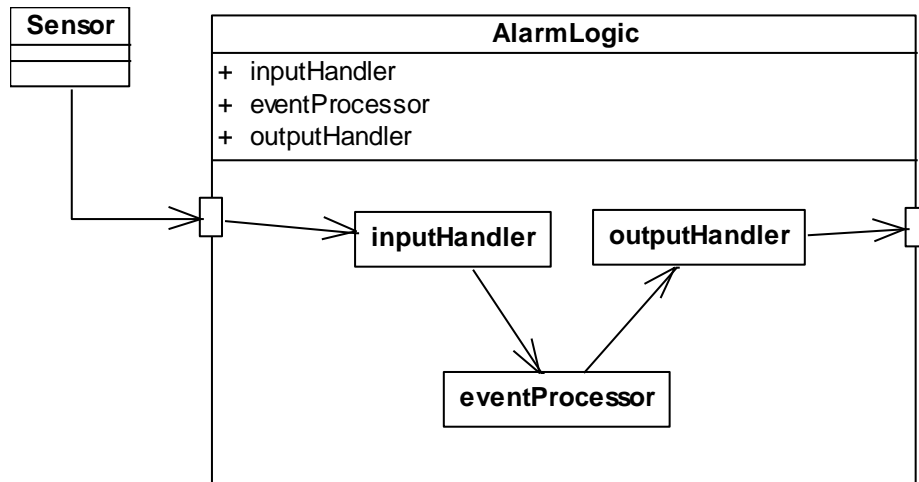 Sensor
AlarmLogic
+ inputHandler
+ eventProcessor
+ outputHandler
inputHandler
outputHandler
eventProcessor